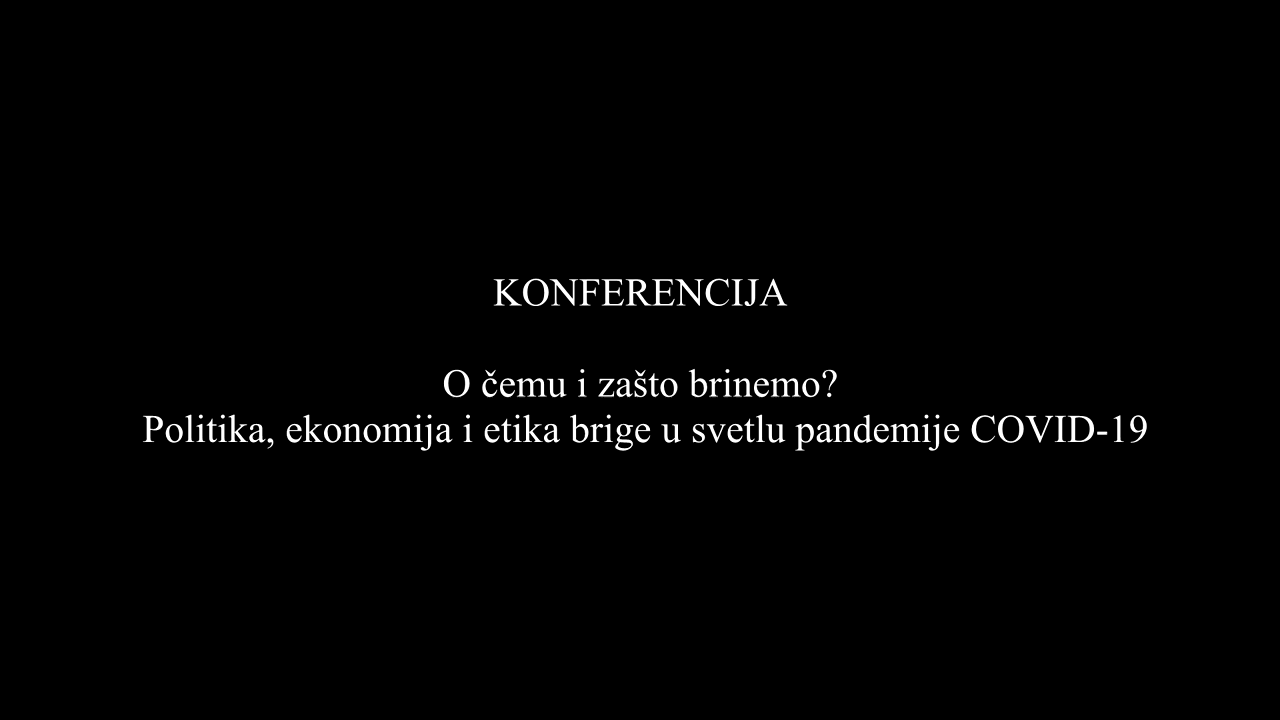 KONFERENCIJA
O čemu i zašto brinemo?
Politika, ekonomija i etika brige u svetlu pandemije COVID-19